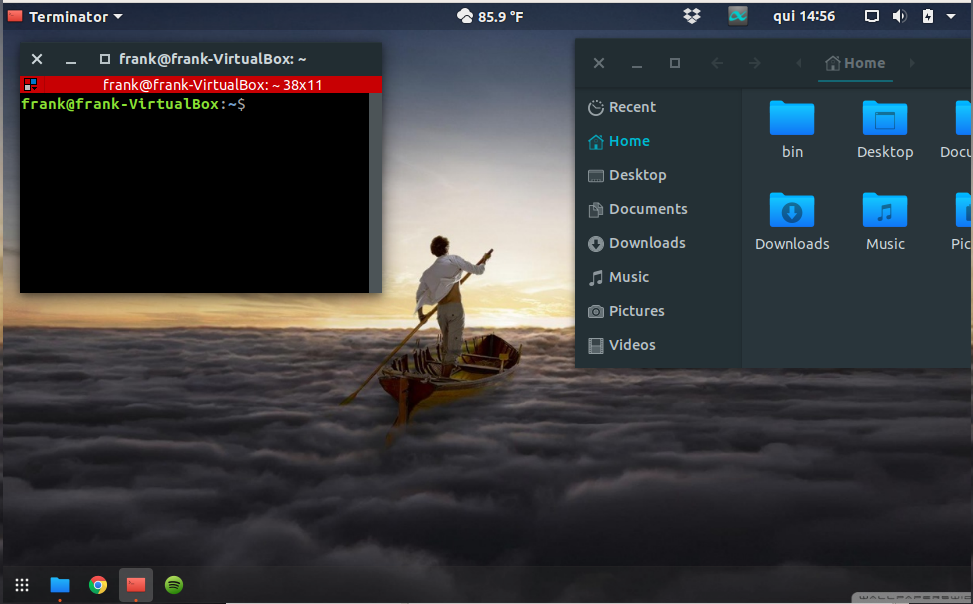 Terminator
85.9 °F
qui 14:56
frank@frank-VirtualBox: ~
frank@frank-VirtualBox: ~ 38x11
frank@frank-VirtualBox:~$
Home
Recent
Home
Desktop
Documents
Downloads
Music
Pictures
Videos
bin
Desktop
Docu
Downloads
Music
Pic